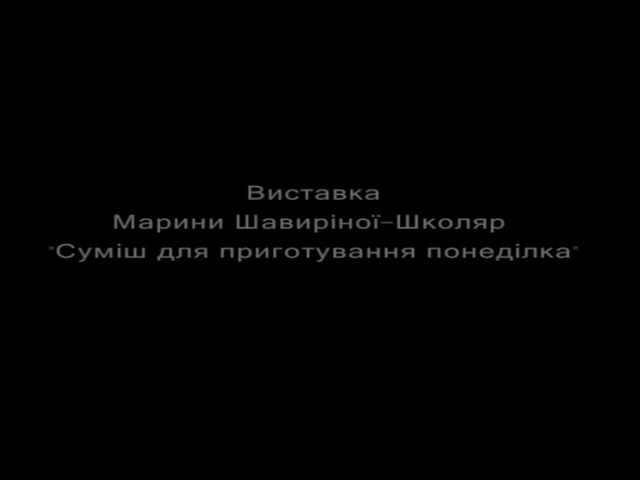 Виставка
Марини Шавиріної-Школяр
"Суміш для приготування понеділка"